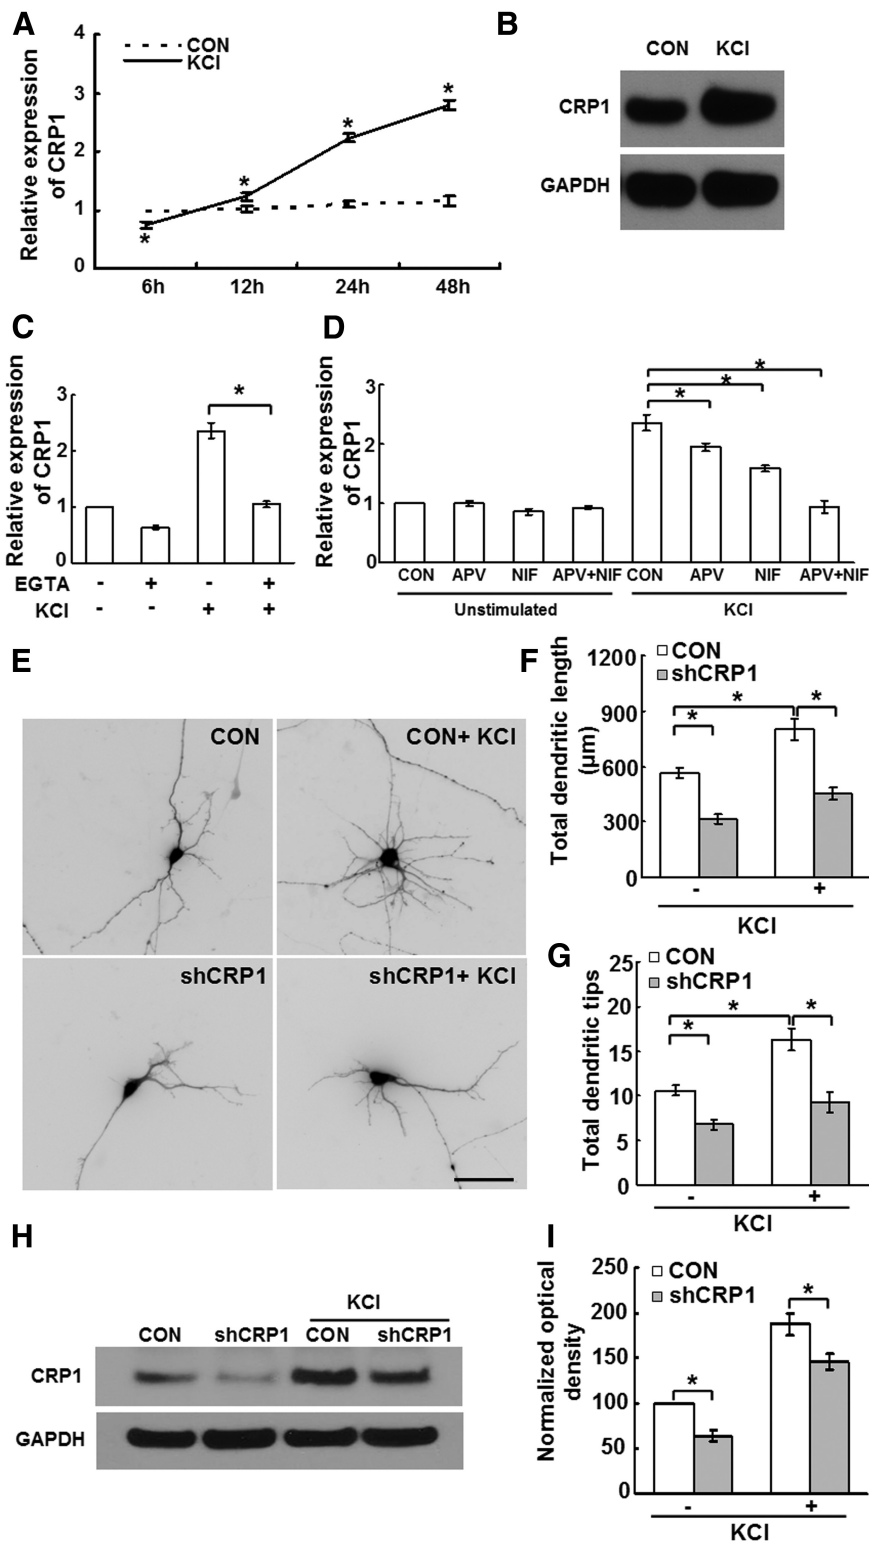 A
Relative expression
of CRP1
4
3
2
1
0
CON
KCl
*
*
*
*
6h 12h 24h 48h
B
CON KCl
CRP1
GAPDH
C
Relative expression
of CRP1
3
2
1
0
*
EGTA - + - +
KCl - - + +
D
Relative expression
of CRP1
3
2
1
0
*
*
*
CON APV NIF APV+NIF CON APV NIF APV+NIF
Unstimulated KCl
E
CON
CON+ KCl
shCRP1
shCRP1+ KCl
F
Total dendritic length
(μm)
1200
900
600
300
0
CON
shCRP1
* * *
- +
KCl
G
Total dendritic tips
25
20
15
10
5
0
CON
shCRP1
* * *
- +
KCl
H
KCl
CON shCRP1 CON shCRP1
CRP1
GAPDH
I
Normalized optical
density
250
200
150
100
50
0
CON
shCRP1
* *
- +
KCl